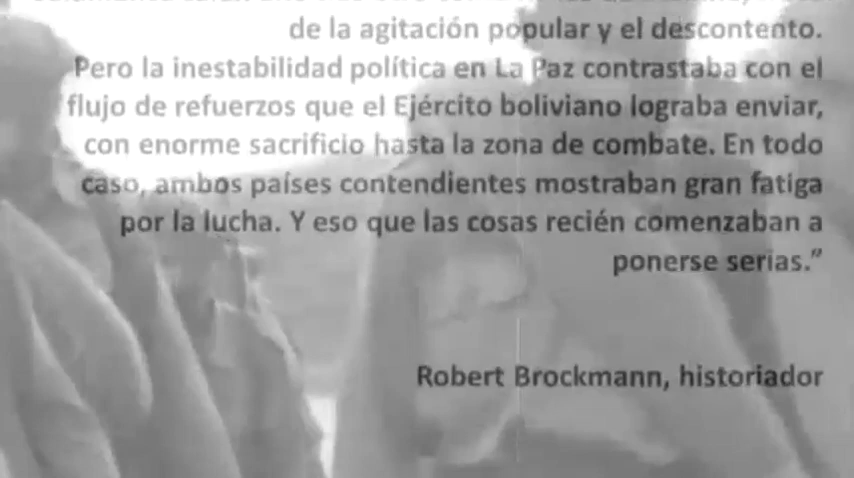 de la agitación popular y el descontento.
Pero la inestabilidad política en La Paz contrastaba con el
flujo de refuerzos que el Ejército boliviano lograba enviar,
con enorme sacrificio hasta la zona de combate. En todo
caso, ambos países contendientes mostraban gran fatiga
por la lucha. Y eso que las cosas recién comenzaban a
ponerse serias.”
Robert Brockmann, historiador